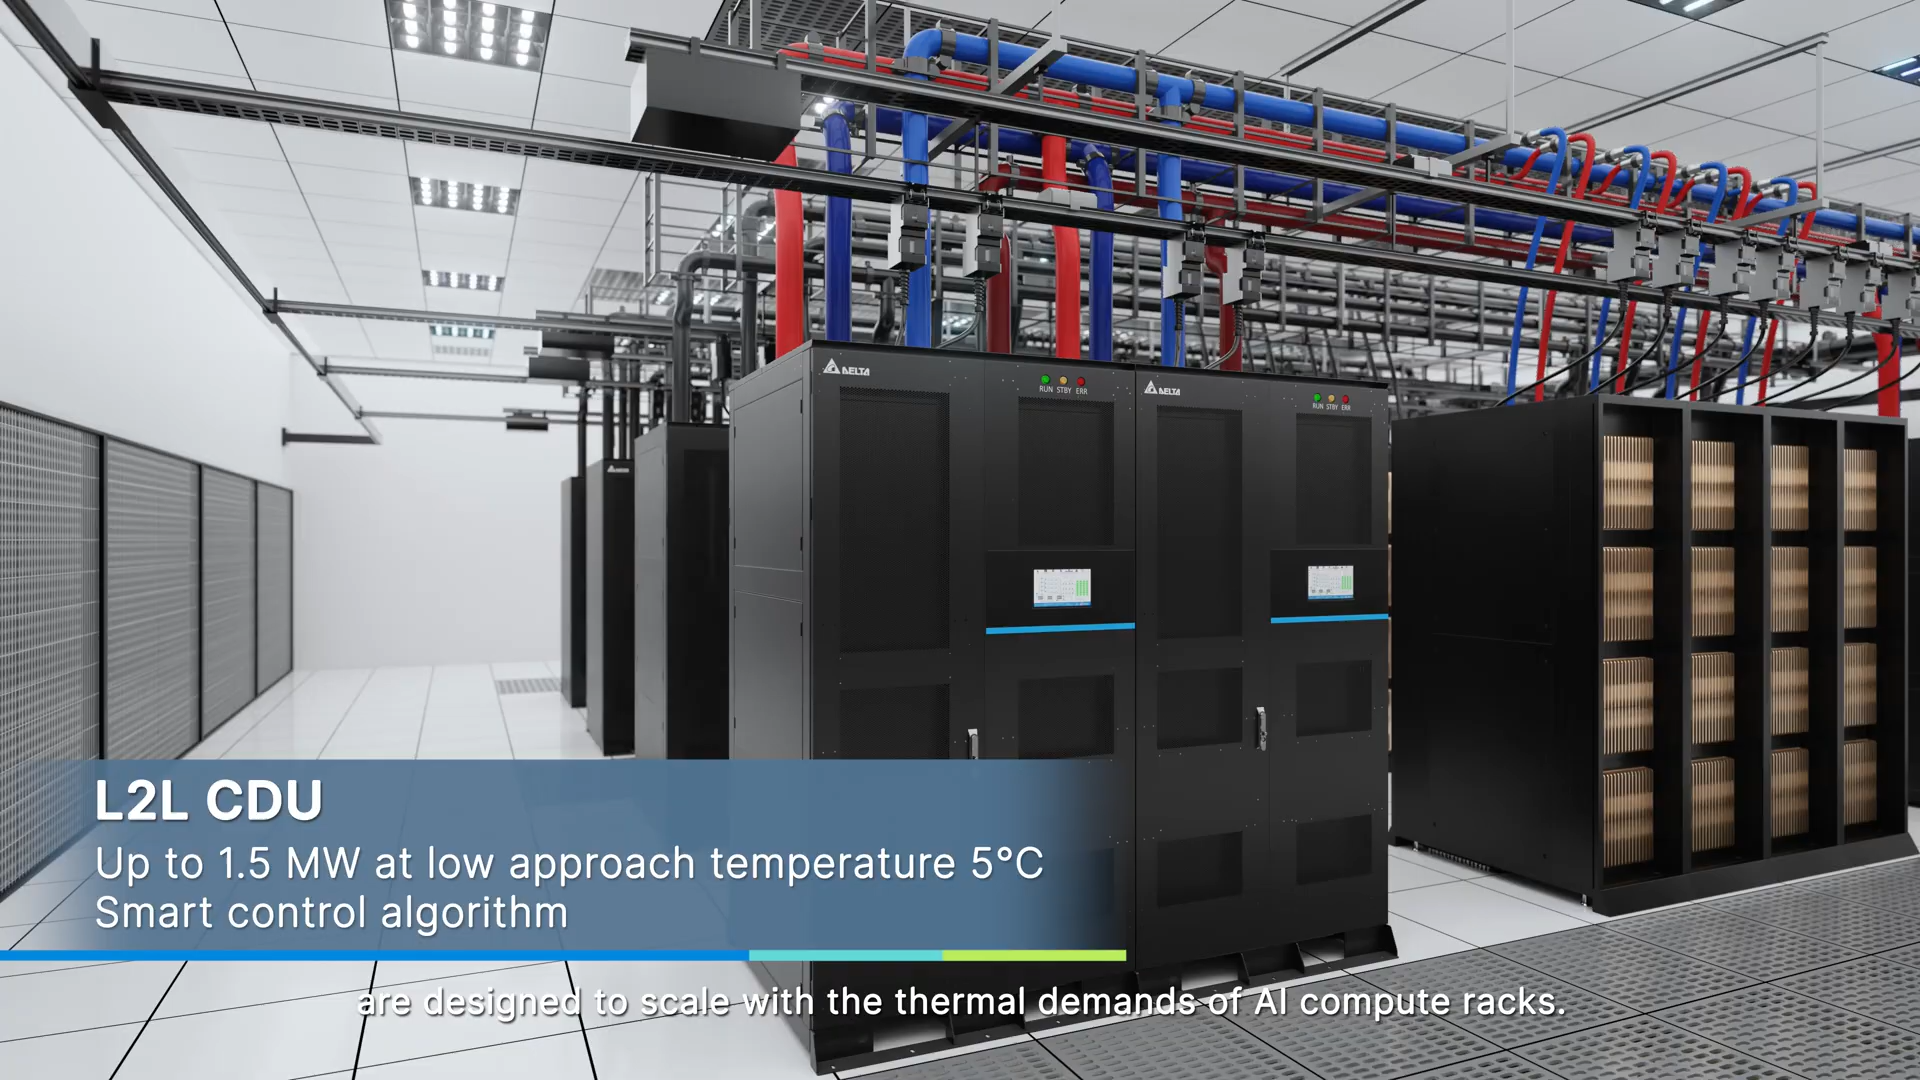 DELTA
RUN STBY ERR
DELTA
RUN STBY ERR
L2L CDU
Up to 1.5 MW at low approach temperature 5°C
Smart control algorithm
are designed to scale with the thermal demands of AI compute racks.